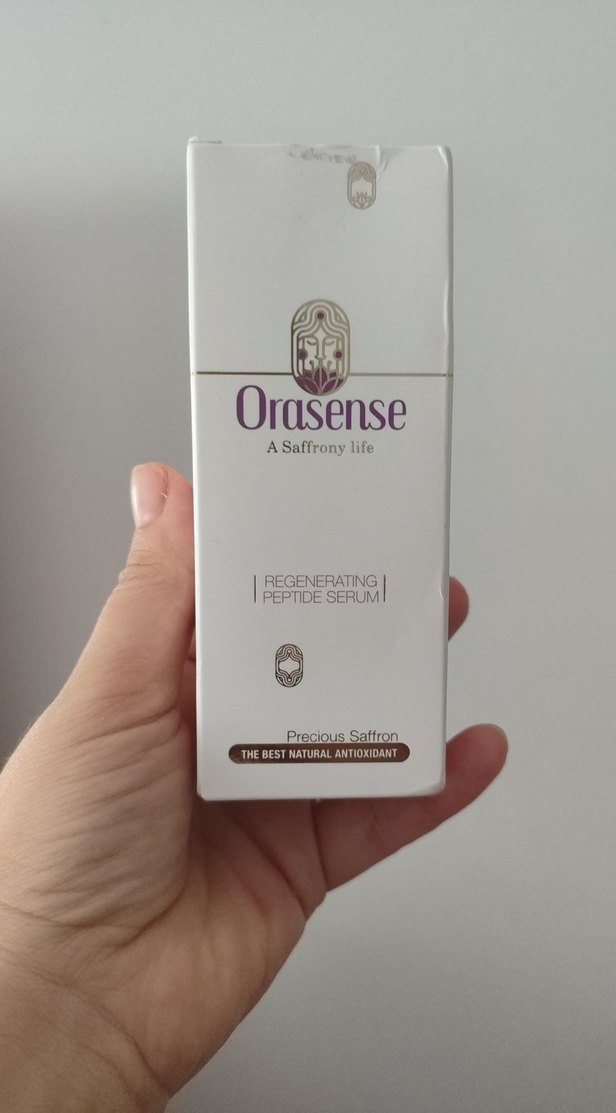 Orasense
A Saffrony life
REGENERATING
PEPTIDE SERUM
Precious Saffron
THE BEST NATURAL ANTIOXIDANT